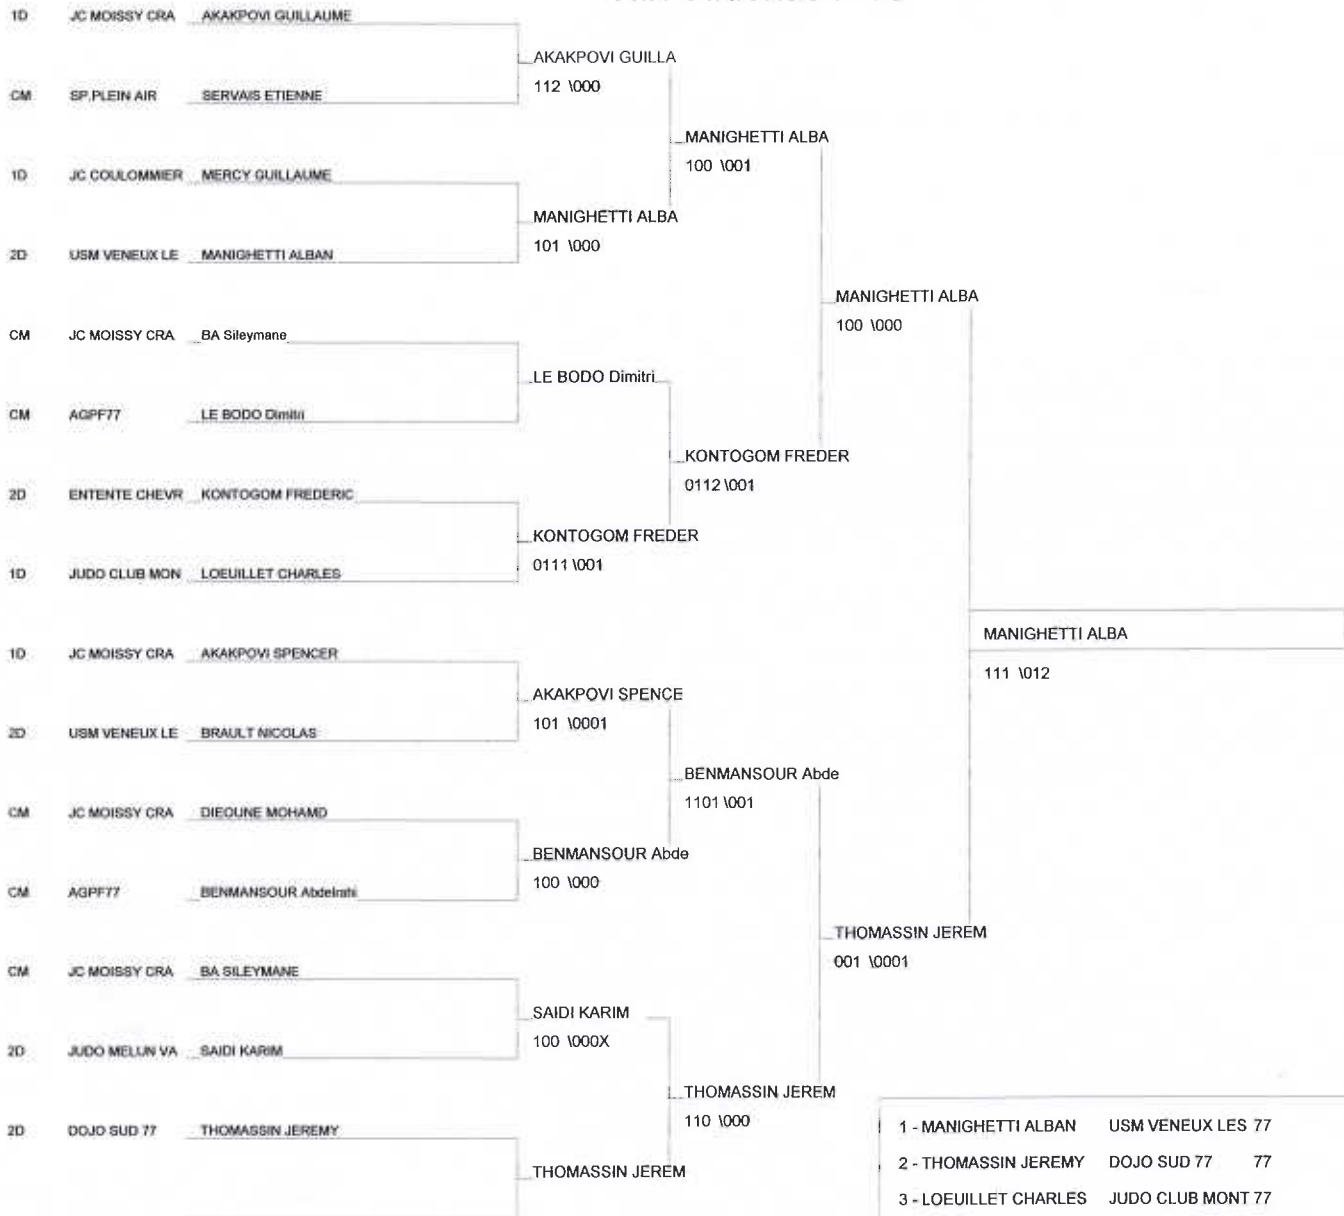 1D JC MOISSY CRA AKAKPOVI GUILLAUME
AKAKPOVI GUILLA
112 \000
CM SP.PLEIN AIR SERVAIS ETIENNE
MANIGHETTI ALBA
100 \001
1D JC COULOMMIER MERCY GUILLAUME
MANIGHETTI ALBA
101 \000
2D USM VENEUX LE MANIGHETTI ALBAN
MANIGHETTI ALBA
100 \000
CM JC MOISSY CRA BA Sileymane
LE BODO Dimitri
CM AGPF77 LE BODO Dimitri
KONTOGOM FREDER
0112 \001
2D ENTENTE CHEVR KONTOGOM FREDERIC
KONTOGOM FREDER
0111 \001
1D JUDO CLUB MON LOEUILLET CHARLES
MANIGHETTI ALBA
111 \012
1D JC MOISSY CRA AKAKPOVI SPENCER
AKAKPOVI SPENCE
101 \0001
2D USM VENEUX LE BRAULT NICOLAS
BENMANSOUR Abde
1101 \001
CM JC MOISSY CRA DIEOUNE MOHAMD
BENMANSOUR Abde
100 \000
CM AGPF77 BENMANSOUR Abdelrahi
THOMASSIN JEREM
001 \0001
CM JC MOISSY CRA BA SILEYMANE
SAIDI KARIM
100 \000X
2D JUDO MELUN VA SAIDI KARIM
THOMASSIN JEREM
110 \000
2D DOJO SUD 77 THOMASSIN JEREMY
THOMASSIN JEREM
1 - MANIGHETTI ALBAN USM VENEUX LES 77
2 - THOMASSIN JEREMY DOJO SUD 77 77
3 - LOEUILLET CHARLES JUDO CLUB MONT 77